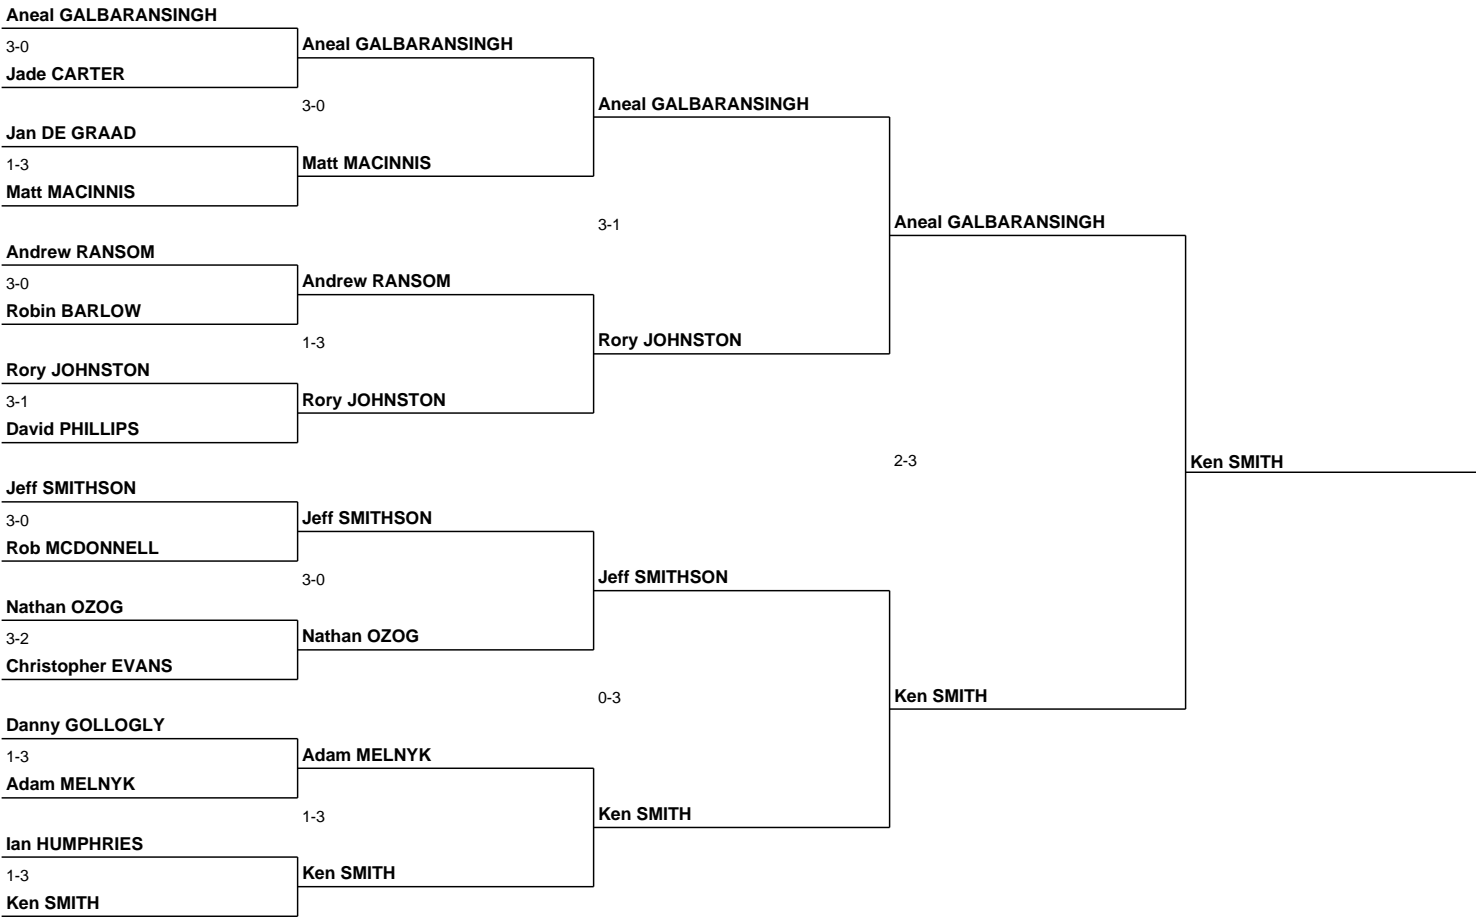 Aneal GALBARANSINGH
3-0
Jade CARTER
Jan DE GRAAD
1-3
Matt MACINNIS
Andrew RANSOM
3-0
Robin BARLOW
Rory JOHNSTON
3-1
David PHILLIPS
Jeff SMITHSON
3-0
Rob MCDONNELL
Nathan OZOG
3-2
Christopher EVANS
Danny GOLLOGLY
1-3
Adam MELNYK
Ian HUMPHRIES
1-3
Ken SMITH
Aneal GALBARANSINGH
3-0
Matt MACINNIS
Andrew RANSOM
1-3
Rory JOHNSTON
Jeff SMITHSON
3-0
Nathan OZOG
Adam MELNYK
1-3
Ken SMITH
Aneal GALBARANSINGH
3-1
Rory JOHNSTON
Jeff SMITHSON
0-3
Ken SMITH
Aneal GALBARANSINGH
2-3
Ken SMITH
Ken SMITH